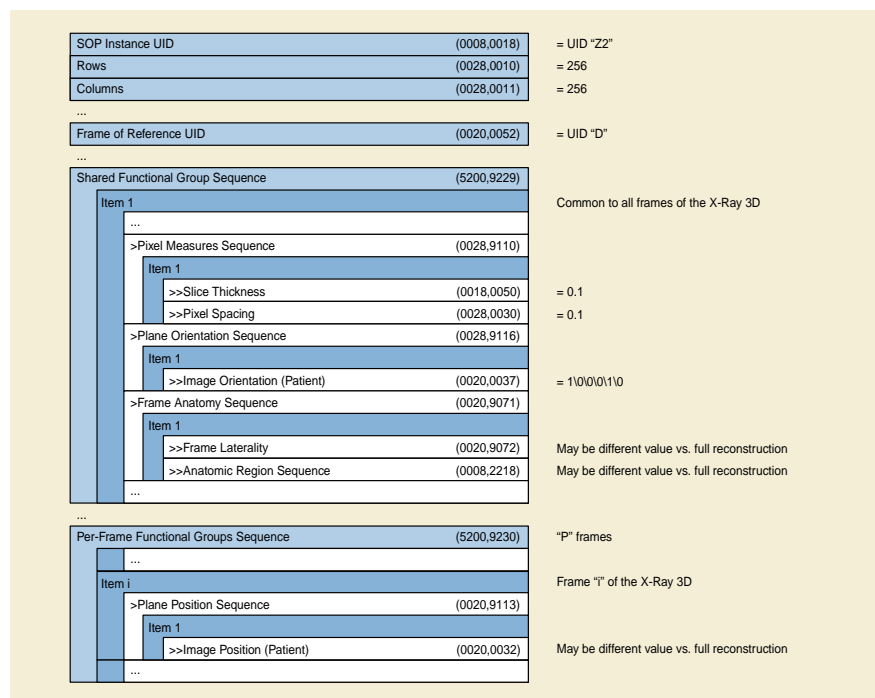 SOP Instance UID (0008,0018) = UID “Z2”
Rows (0028,0010) = 256
Columns (0028,0011) = 256
...
Frame of Reference UID (0020,0052) = UID “D”
...
Shared Functional Group Sequence (5200,9229)
Item 1 Common to all frames of the X-Ray 3D
...
>Pixel Measures Sequence (0028,9110)
Item 1
>>Slice Thickness (0018,0050) = 0.1
>>Pixel Spacing (0028,0030) = 0.1
>Plane Orientation Sequence (0028,9116)
Item 1
>>Image Orientation (Patient) (0020,0037) = 1\0\0\0\1\0
>Frame Anatomy Sequence (0020,9071)
Item 1
>>Frame Laterality (0020,9072) May be different value vs. full reconstruction
>>Anatomic Region Sequence (0008,2218) May be different value vs. full reconstruction
...
...
Per-Frame Functional Groups Sequence (5200,9230) “P” frames
...
Item i Frame “i” of the X-Ray 3D
>Plane Position Sequence (0020,9113)
Item 1
>>Image Position (Patient) (0020,0032) May be different value vs. full reconstruction
...